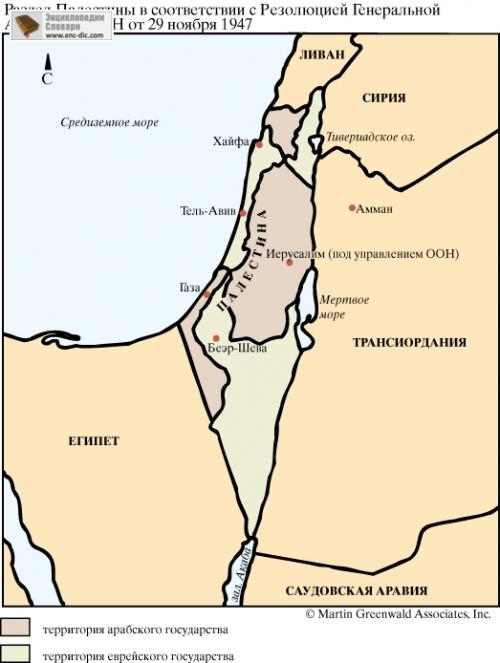 Раздел Палестины в соответствии с Резолюцией Генеральной
от 29 ноября 1947
Энциклопедии
Словари
www.enc-dic.com
С
ЛИВАН
СИРИЯ
Средиземное море
Хайфа
Тивериадское оз.
Тель-Авив
Амман
ПАЛЕСТИНА
Иерусалим (под управлением ООН)
Газа
Мертвое
море
Беэр-Шева
ТРАНСИОРДАНИЯ
ЕГИПЕТ
зал. Акаба
САУДОВСКАЯ АРАВИЯ
© Martin Greenwald Associates, Inc.
территория арабского государства
территория еврейского государства